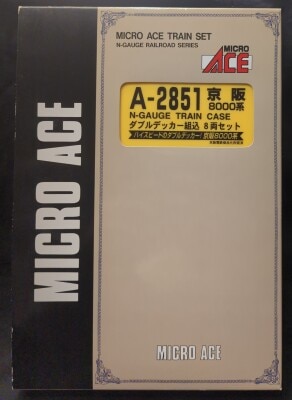 MICRO ACE TRAIN SET
N-GAUGE RAILROAD SERIES
MICRO
ACE
A-2851 京阪
8000系
N-GAUGE TRAIN CASE
ダブルデッカー組込 8両セット
ハイスピードのダブルデッカー! 京阪8000系
MICRO ACE
MICRO ACE